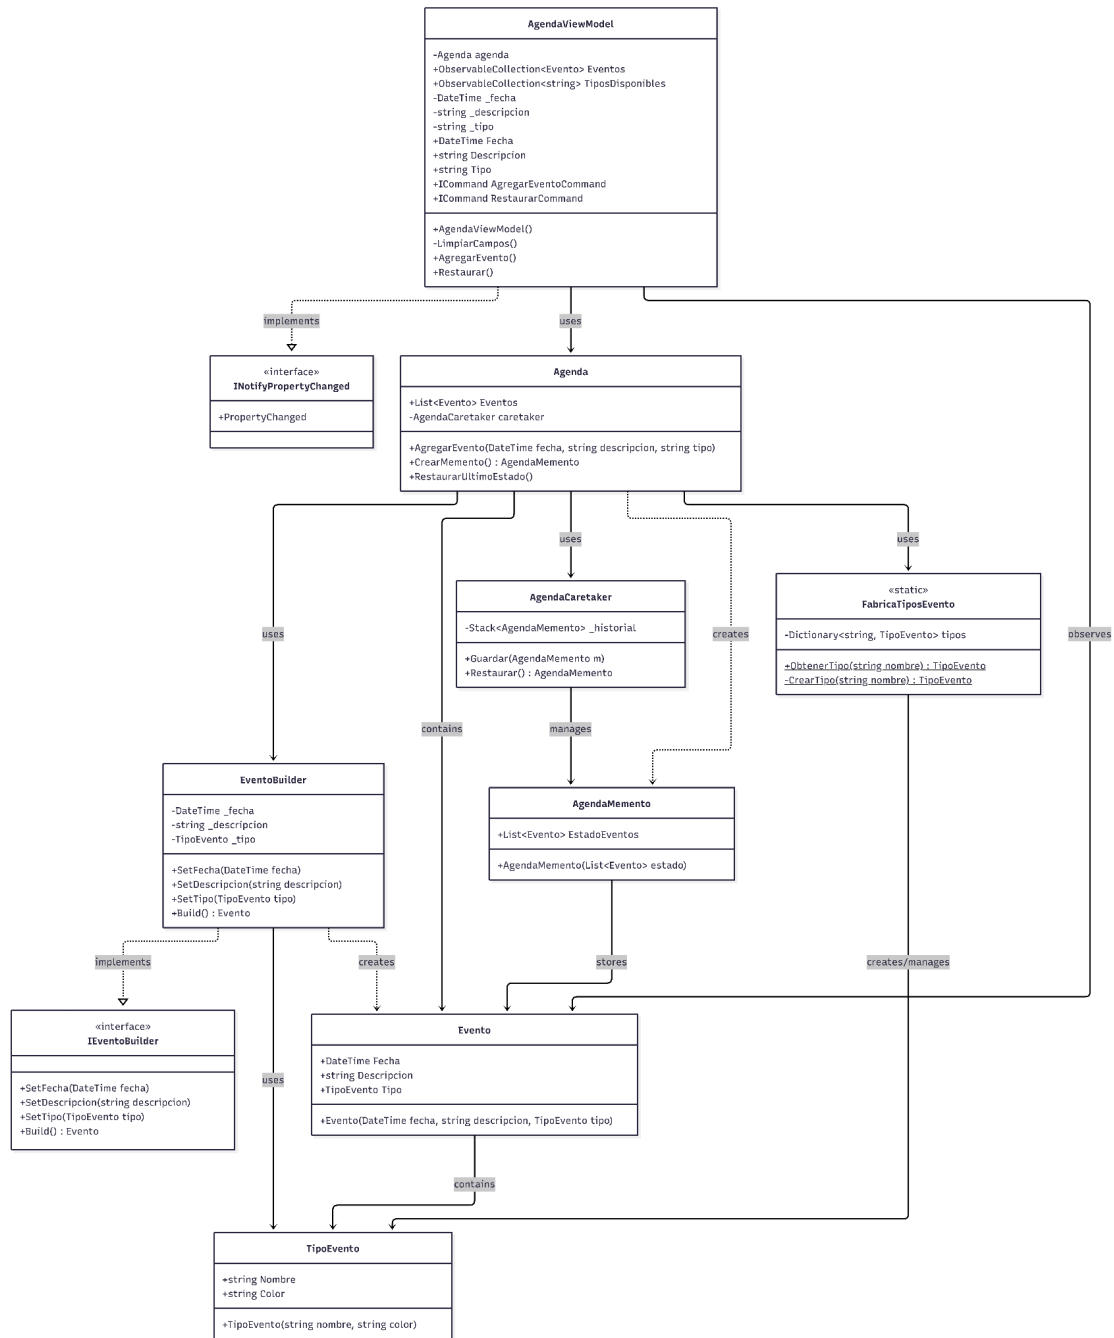 AgendaViewModel
-Agenda agenda
+ObservableCollection<Evento> Eventos
+ObservableCollection<string> TiposDisponibles
-DateTime _fecha
-string _descripcion
-string _tipo
+DateTime Fecha
+string Descripcion
+string Tipo
+ICommand AgregarEventoCommand
+ICommand RestaurarCommand
+AgendaViewModel()
-LimpiarCampos()
+AgregarEvento()
+Restaurar()
implements
uses
«interface»
INotifyPropertyChanged
+PropertyChanged
Agenda
+List<Evento> Eventos
-AgendaCaretaker caretaker
+AgregarEvento(DateTime fecha, string descripcion, string tipo)
+CrearMemento() : AgendaMemento
+RestaurarUltimoEstado()
uses
uses
AgendaCaretaker
-Stack<AgendaMemento> _historial
+Guardar(AgendaMemento m)
+Restaurar() : AgendaMemento
«static»
FabricaTiposEvento
-Dictionary<string, TipoEvento> tipos
+ObtenerTipo(string nombre) : TipoEvento
-CrearTipo(string nombre) : TipoEvento
uses
creates
observes
contains
manages
EventoBuilder
-DateTime _fecha
-string _descripcion
-TipoEvento _tipo
+SetFecha(DateTime fecha)
+SetDescripcion(string descripcion)
+SetTipo(TipoEvento tipo)
+Build() : Evento
AgendaMemento
+List<Evento> EstadoEventos
+AgendaMemento(List<Evento> estado)
implements
creates
stores
creates/manages
«interface»
IEventoBuilder
+SetFecha(DateTime fecha)
+SetDescripcion(string descripcion)
+SetTipo(TipoEvento tipo)
+Build() : Evento
uses
Evento
+DateTime Fecha
+string Descripcion
+TipoEvento Tipo
+Evento(DateTime fecha, string descripcion, TipoEvento tipo)
contains
TipoEvento
+string Nombre
+string Color
+TipoEvento(string nombre, string color)